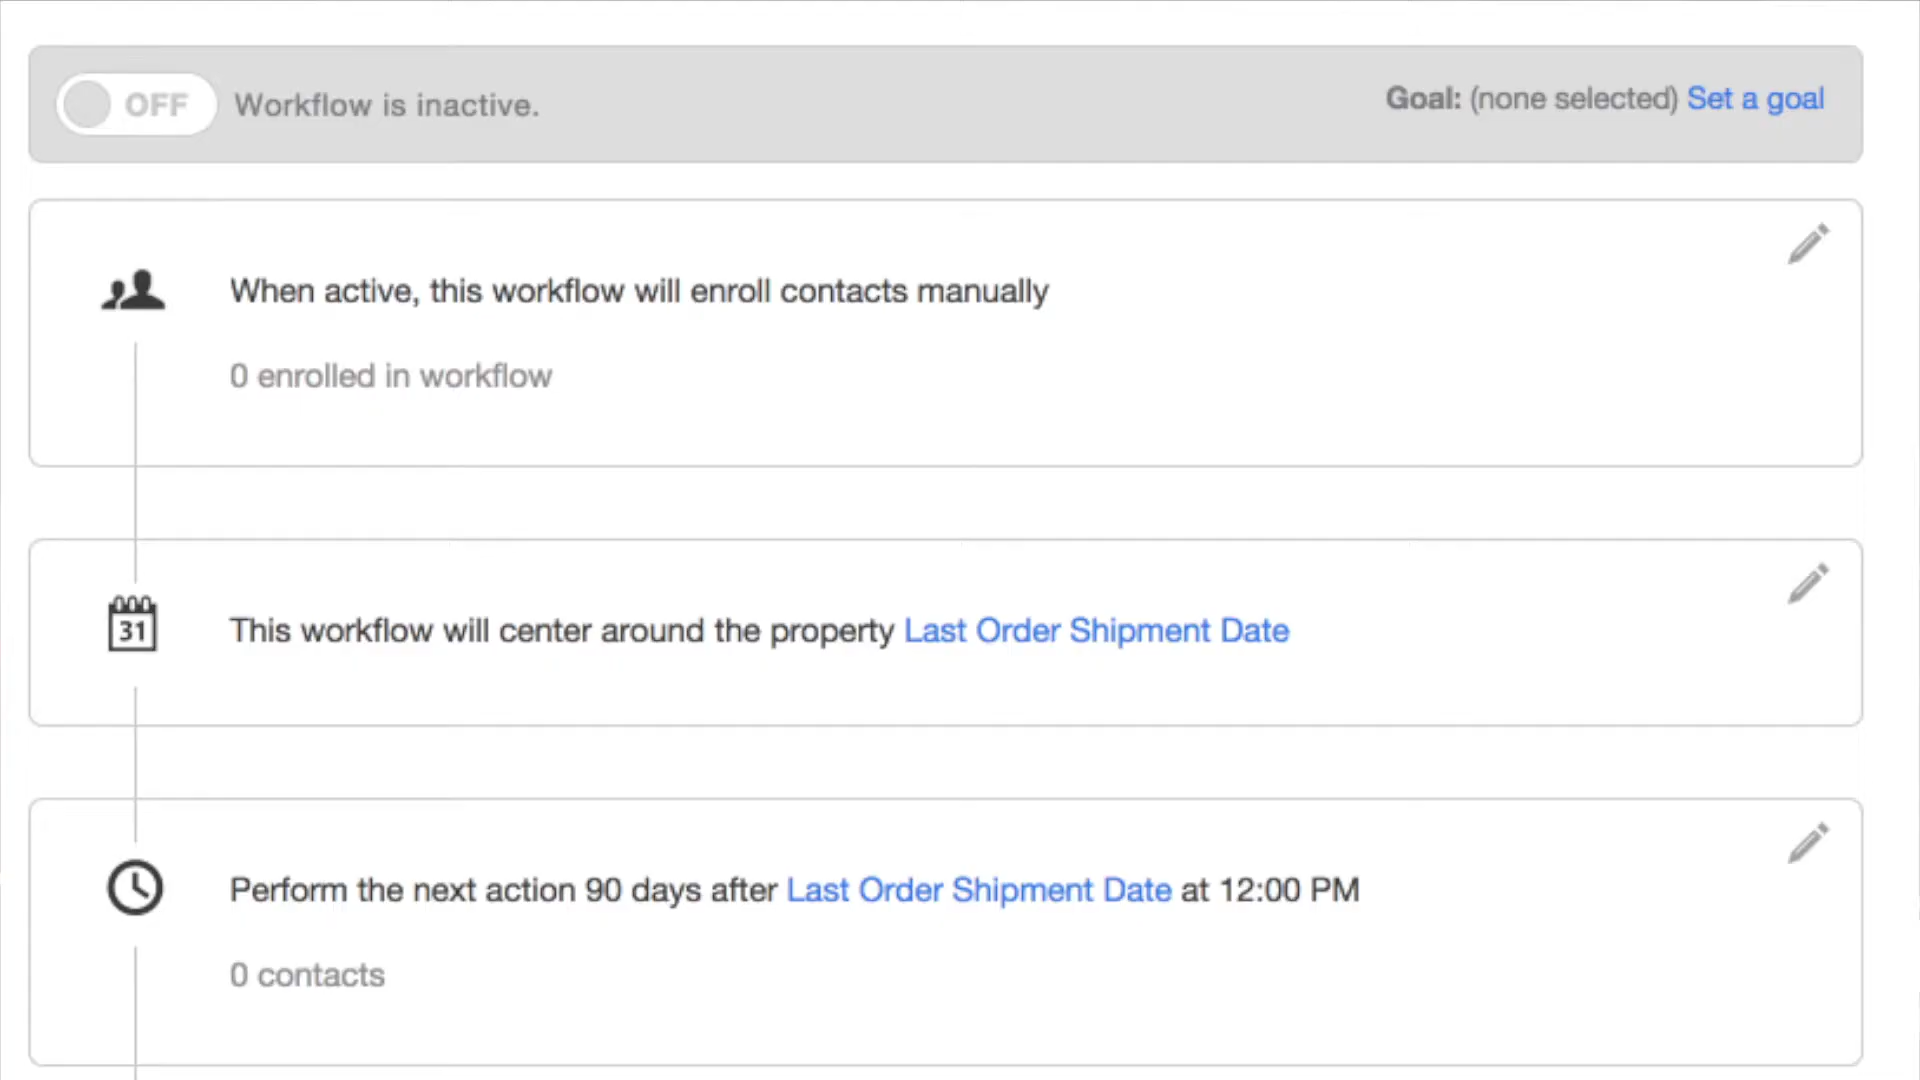 OFF Workflow is inactive.
Goal: (none selected) Set a goal
When active, this workflow will enroll contacts manually
0 enrolled in workflow
31
This workflow will center around the property Last Order Shipment Date
Perform the next action 90 days after Last Order Shipment Date at 12:00 PM
0 contacts